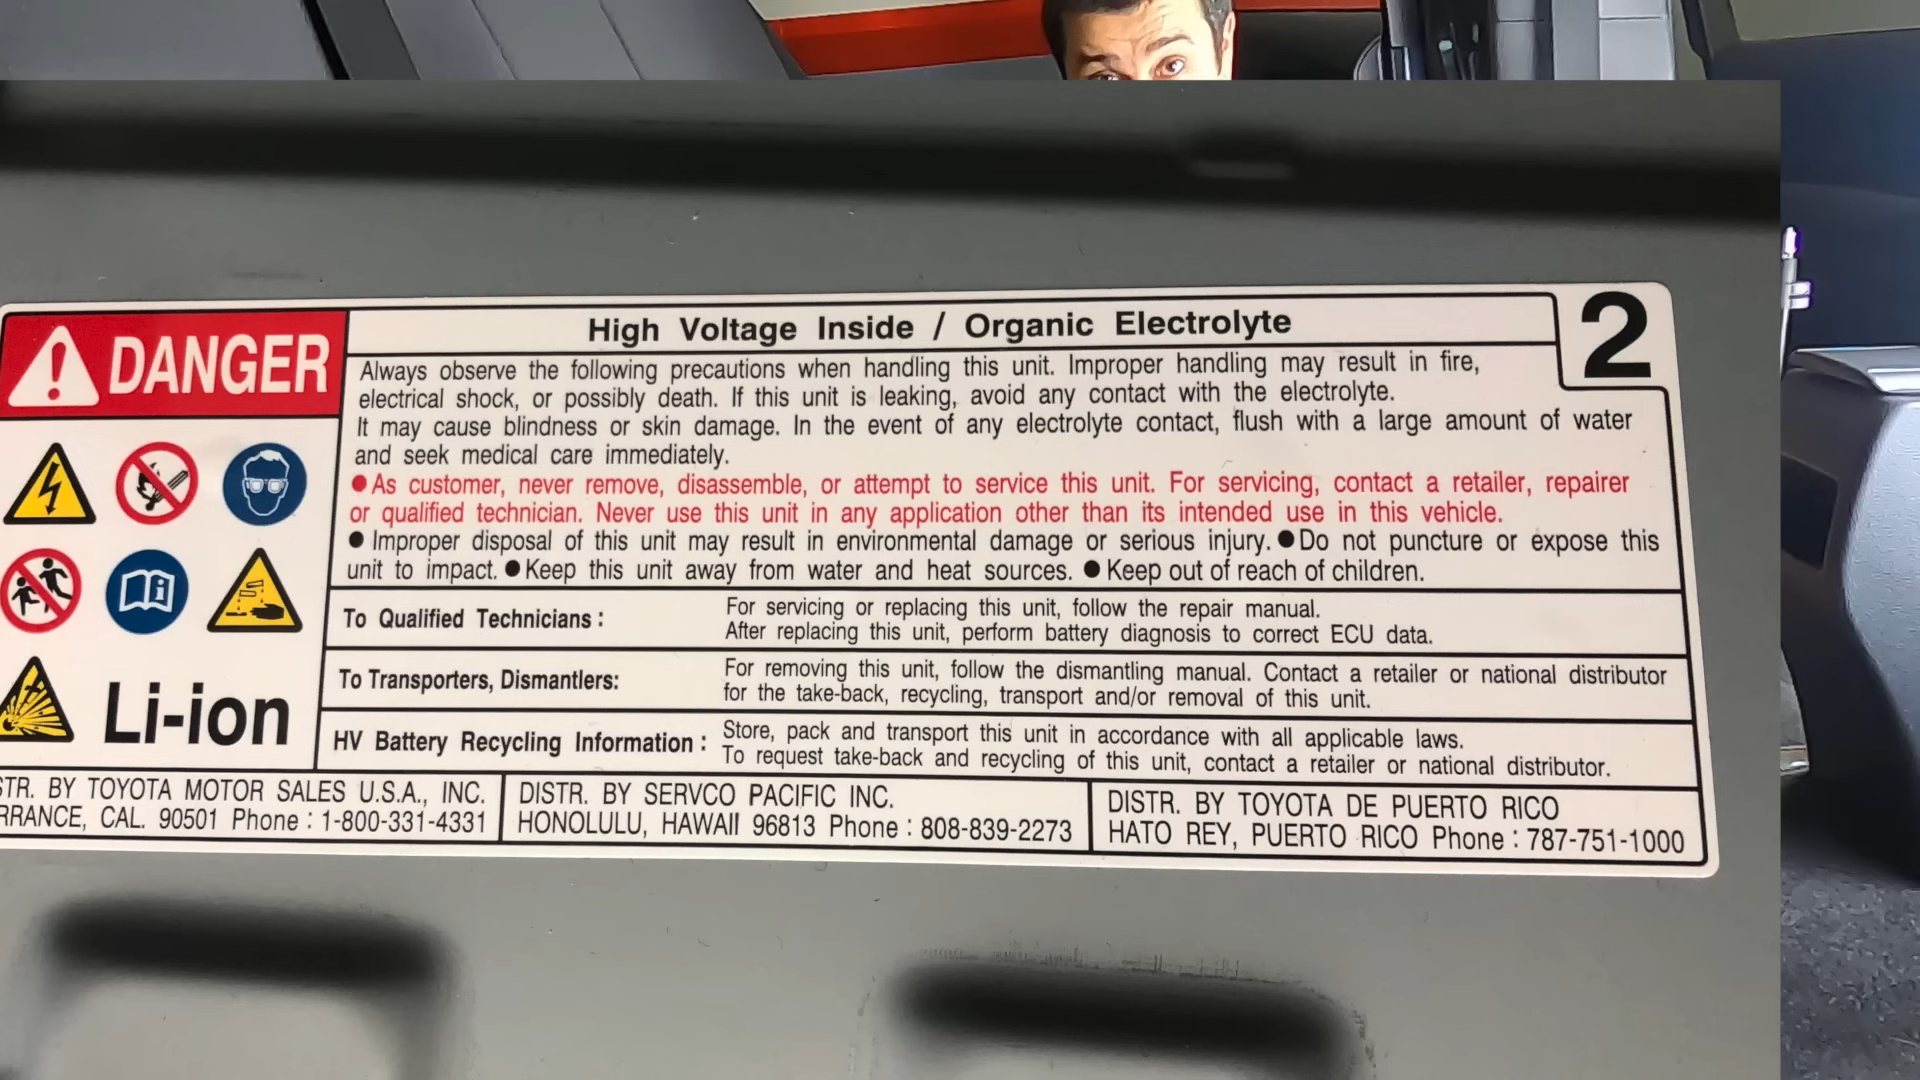 DANGER
High Voltage Inside / Organic Electrolyte
2
Always observe the following precautions when handling this unit. Improper handling may result in fire,
electrical shock, or possibly death. If this unit is leaking, avoid any contact with the electrolyte.
It may cause blindness or skin damage. In the event of any electrolyte contact, flush with a large amount of water
and seek medical care immediately.
●As customer, never remove, disassemble, or attempt to service this unit. For servicing, contact a retailer, repairer
or qualified technician. Never use this unit in any application other than its intended use in this vehicle.
●Improper disposal of this unit may result in environmental damage or serious injury. ●Do not puncture or expose this
unit to impact. ●Keep this unit away from water and heat sources. ●Keep out of reach of children.
Li-ion
To Qualified Technicians :
For servicing or replacing this unit, follow the repair manual.
After replacing this unit, perform battery diagnosis to correct ECU data.
To Transporters, Dismantlers:
For removing this unit, follow the dismantling manual. Contact a retailer or national distributor
for the take-back, recycling, transport and/or removal of this unit.
HV Battery Recycling Information :
Store, pack and transport this unit in accordance with all applicable laws.
To request take-back and recycling of this unit, contact a retailer or national distributor.
STR. BY TOYOTA MOTOR SALES U.S.A., INC.
RRANCE, CAL. 90501 Phone : 1-800-331-4331
DISTR. BY SERVCO PACIFIC INC.
HONOLULU, HAWAII 96813 Phone : 808-839-2273
DISTR. BY TOYOTA DE PUERTO RICO
HATO REY, PUERTO RICO Phone : 787-751-1000